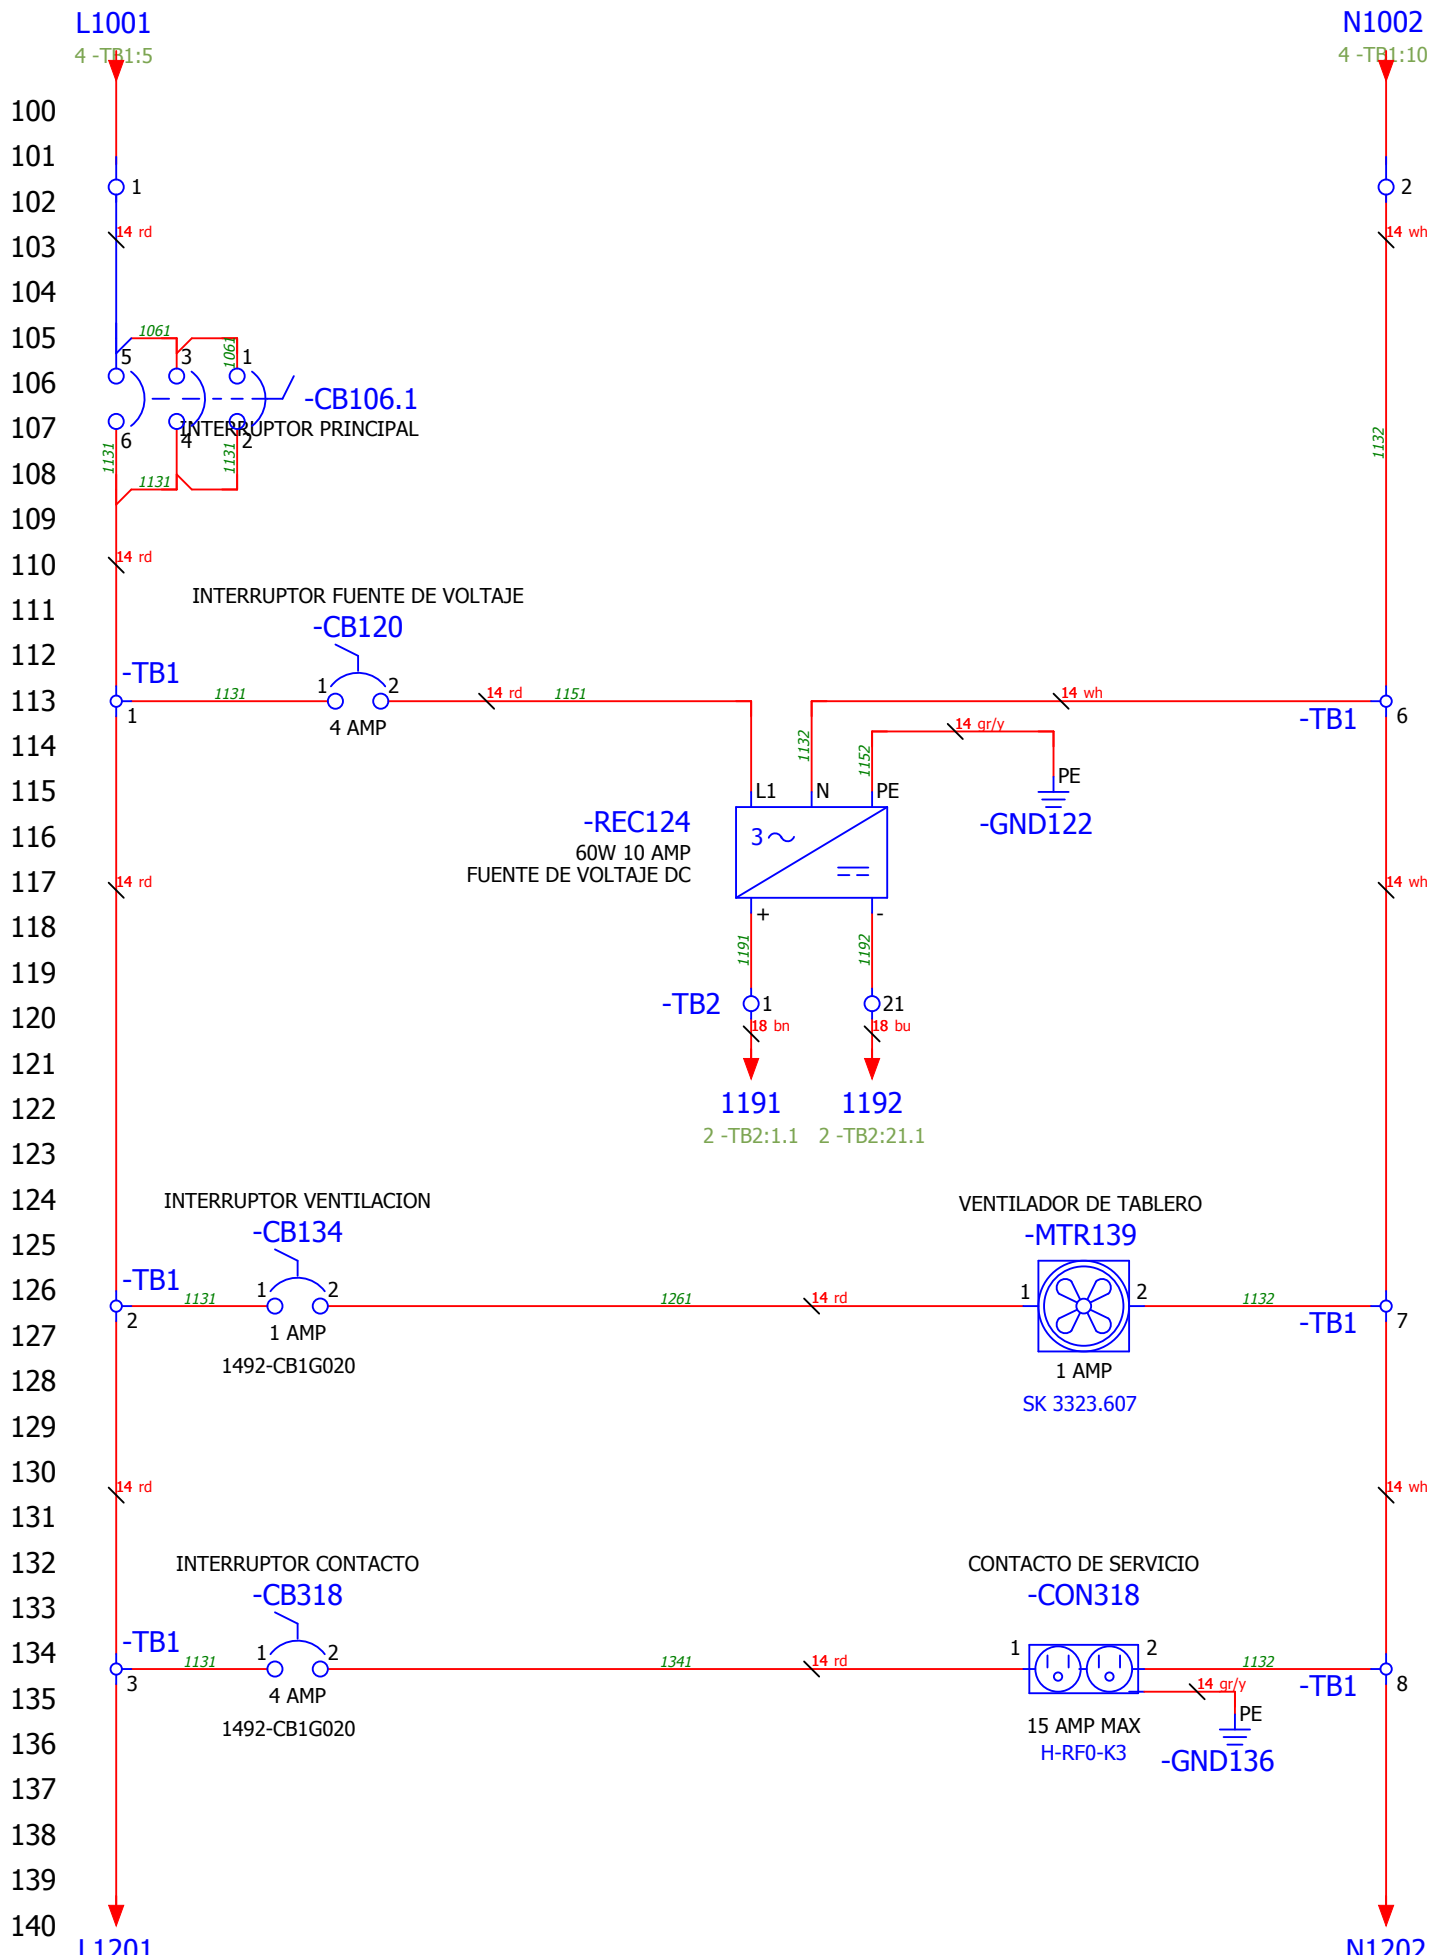 L1001 N1002
4 -TB1:5 4 -TB1:10
100
101
1 2
102
14 rd 14 wh
103
104
105 1061
5 3 1061 1
106
-CB106.1
107 INTERRUPTOR PRINCIPAL 1132
6 4 2
1131 1131
108 1131
109
14 rd
110
INTERRUPTOR FUENTE DE VOLTAJE
111
-CB120
112
-TB1
113 1131 1 2 14 rd 1151 14 wh
1 4 AMP -TB1 6
114 1132 1152 14 gr/y
PE
115 L1 N PE
-REC124 -GND122
116 3
60W 10 AMP
117 FUENTE DE VOLTAJE DC
14 rd 14 wh
118 + -
1191 1192
119
-TB2 1 21
120
18 bn 18 bu
121
122 1191 1192
2 -TB2:1.1 2 -TB2:21.1
123
124 INTERRUPTOR VENTILACION VENTILADOR DE TABLERO
-CB134 -MTR139
125
-TB1
126 1131 1 2 1261 14 rd 1 2 1132
2 -TB1 7
127 1 AMP
1492-CB1G020 1 AMP
128
SK 3323.607
129
130
14 rd 14 wh
131
132 INTERRUPTOR CONTACTO CONTACTO DE SERVICIO
-CB318 -CON318
133
-TB1
134 1131 1 2 1341 14 rd 1 2 1132
3 14 gr/y -TB1 8
135 4 AMP
1492-CB1G020 15 AMP MAX PE
136 H-RF0-K3 -GND136
137
138
139
140
L1201 N1202